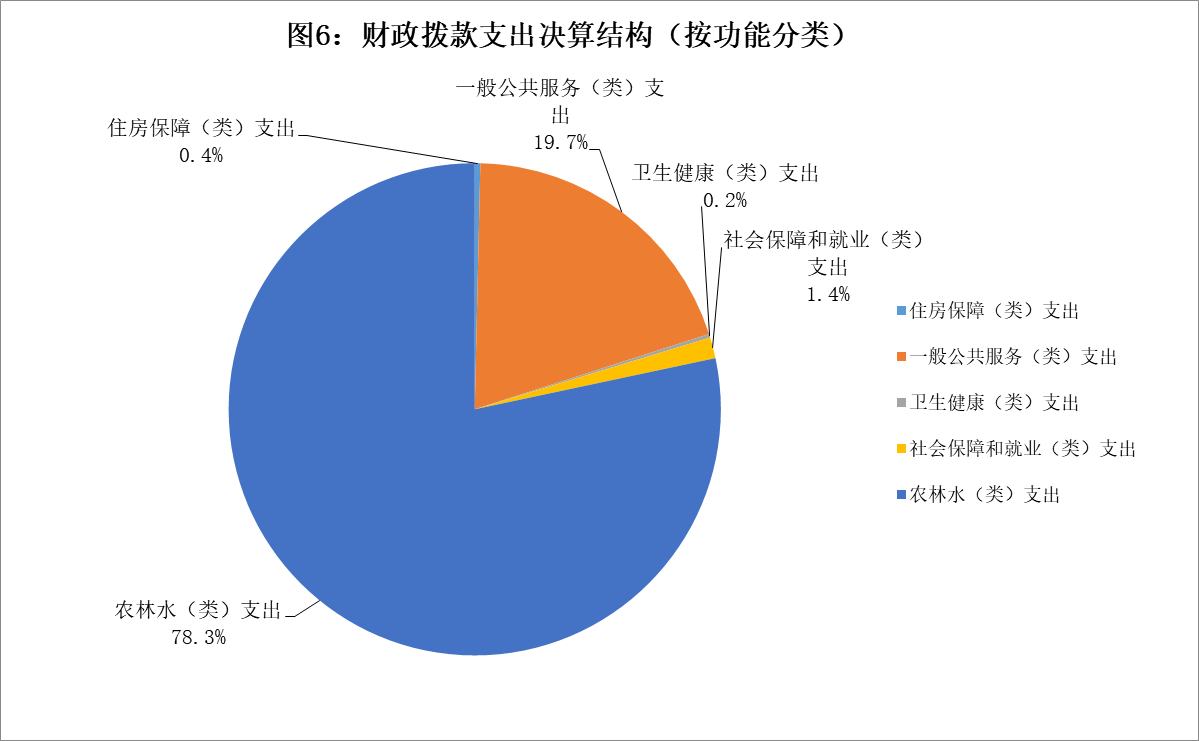 图6：财政拨款支出决算结构（按功能分类）
一般公共服务（类）支
出
19.7%
住房保障（类）支出
0.4%
卫生健康（类）支出
0.2%
社会保障和就业（类）
支出
1.4%
住房保障（类）支出
一般公共服务（类）支出
卫生健康（类）支出
社会保障和就业（类）支出
农林水（类）支出
农林水（类）支出
78.3%